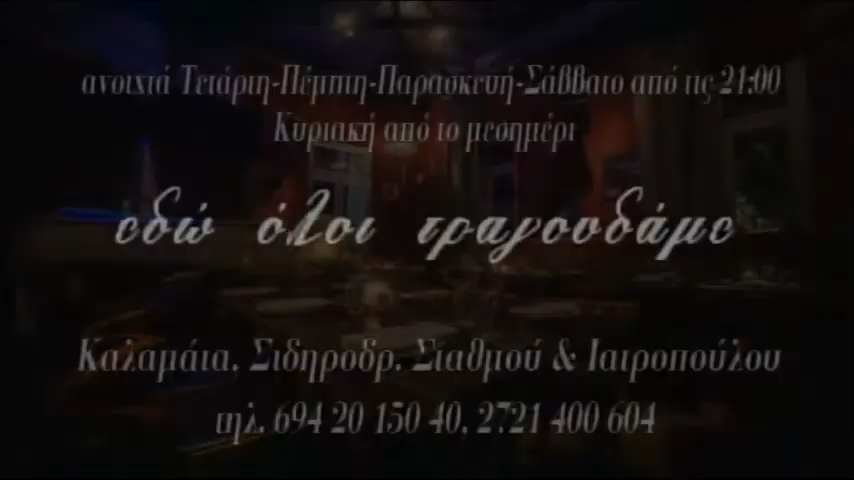 ανοιχτά Τετάρτη-Πέμπτη-Παρασκευή-Σάββατο από τις 21:00
Κυριακή από το μεσημέρι
εδώ όλοι τραγουδάμε
Καλαμάτα, Σιδηροδρ. Σταθμού & Ιατροπούλου
τηλ. 694 20 150 40, 2721 400 604